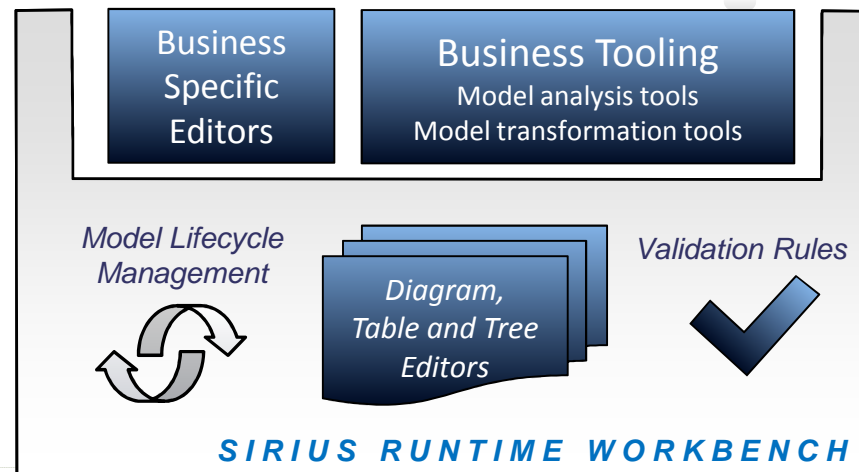 Business
Specific
Editors
Business Tooling
Model analysis tools
Model transformation tools
Model Lifecycle
Management
Diagram,
Table and Tree
Editors
Validation Rules
SIRIUS RUNTIME WORKBENCH